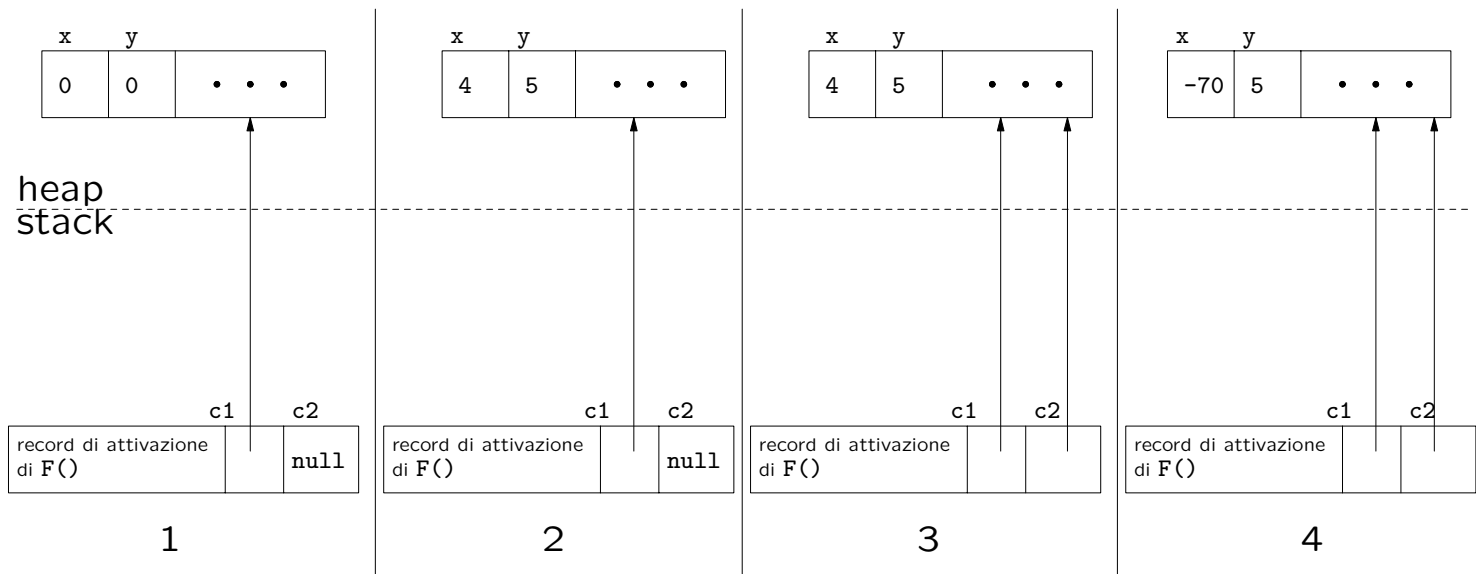 x y
0 0
x y
4 5
x y
4 5
x y
-70 5
heap
stack
c1 c2
record di attivazione
di F()
null
c1 c2
record di attivazione
di F()
null
c1 c2
record di attivazione
di F()
c1 c2
record di attivazione
di F()
1
2
3
4